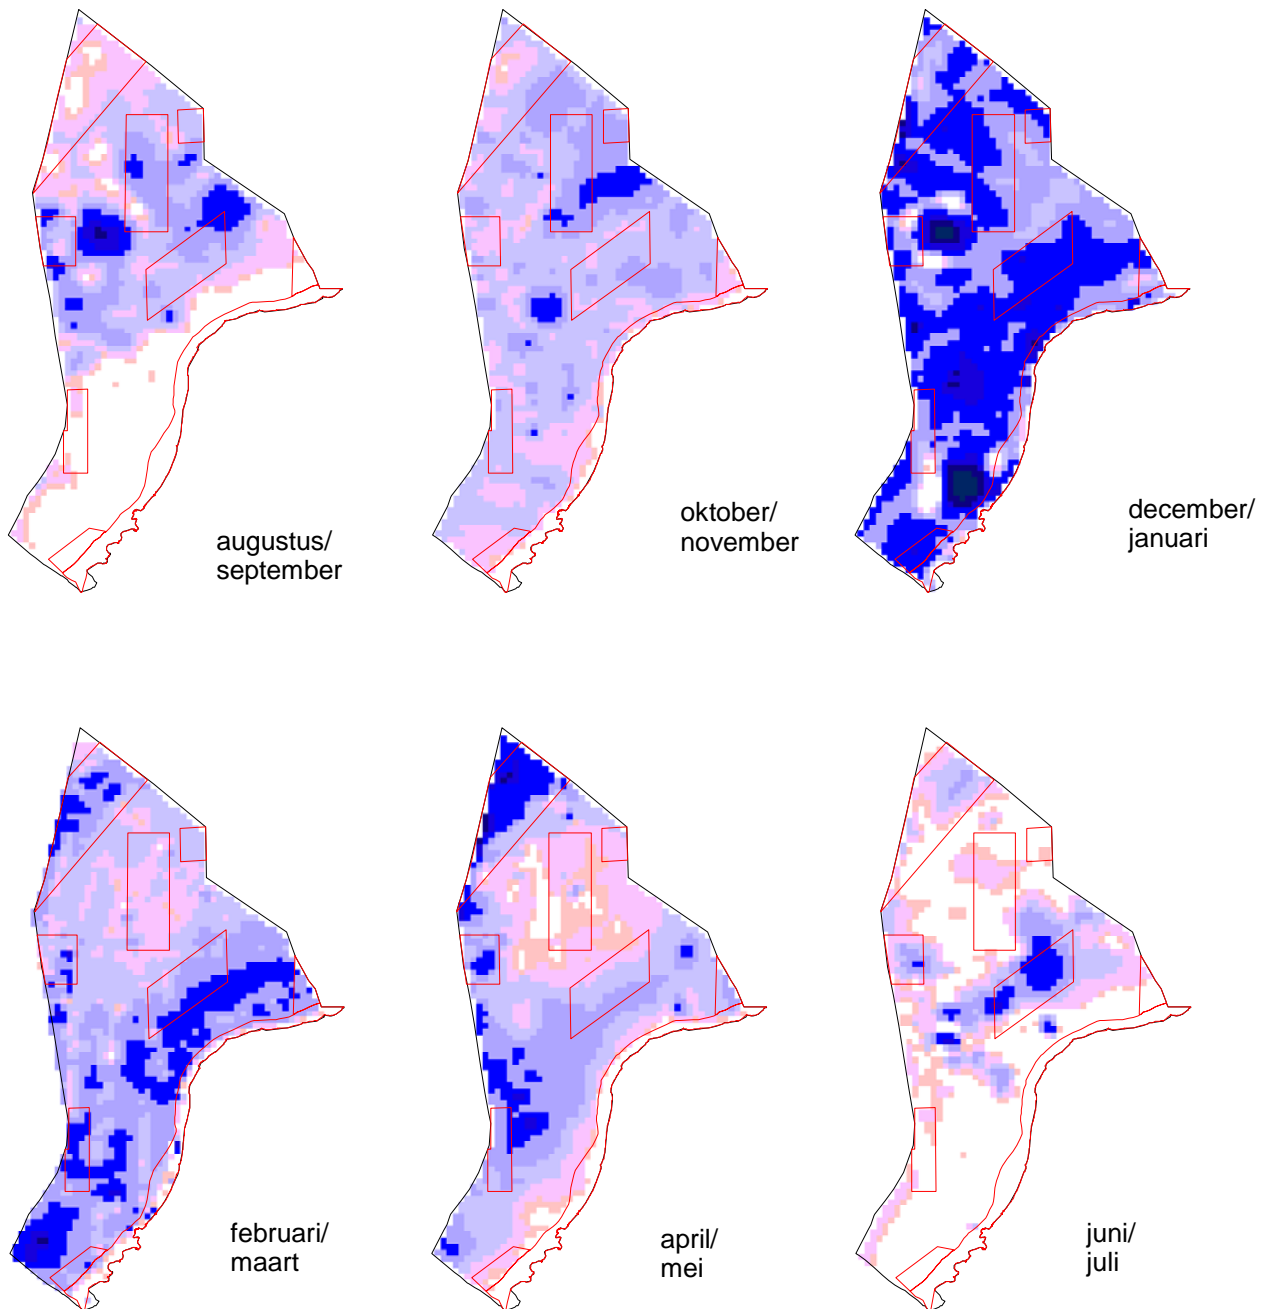 augustus/
september
oktober/
november
december/
januari
februari/
maart
april/
mei
juni/
juli